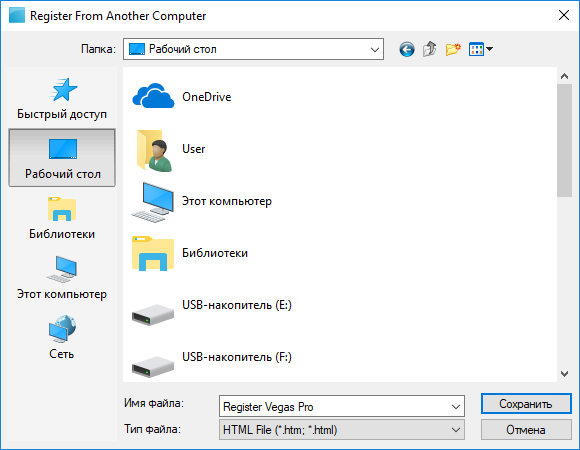 Register From Another Computer
Папка:
Рабочий стол
Быстрый доступ
Рабочий стол
Библиотеки
Этот компьютер
Сеть
OneDrive
User
Этот компьютер
Библиотеки
USB-накопитель (E:)
USB-накопитель (F:)
Имя файла:
Register Vegas Pro
Сохранить
Тип файла:
HTML File (*.htm; *.html)
Отмена